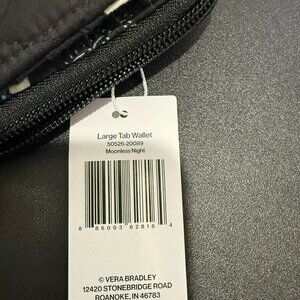 Large Tab Wallet
50526-20089
Moonless Night
8 86003 62816 4
© VERA BRADLEY
12420 STONEBRIDGE ROAD
ROANOKE, IN 46783